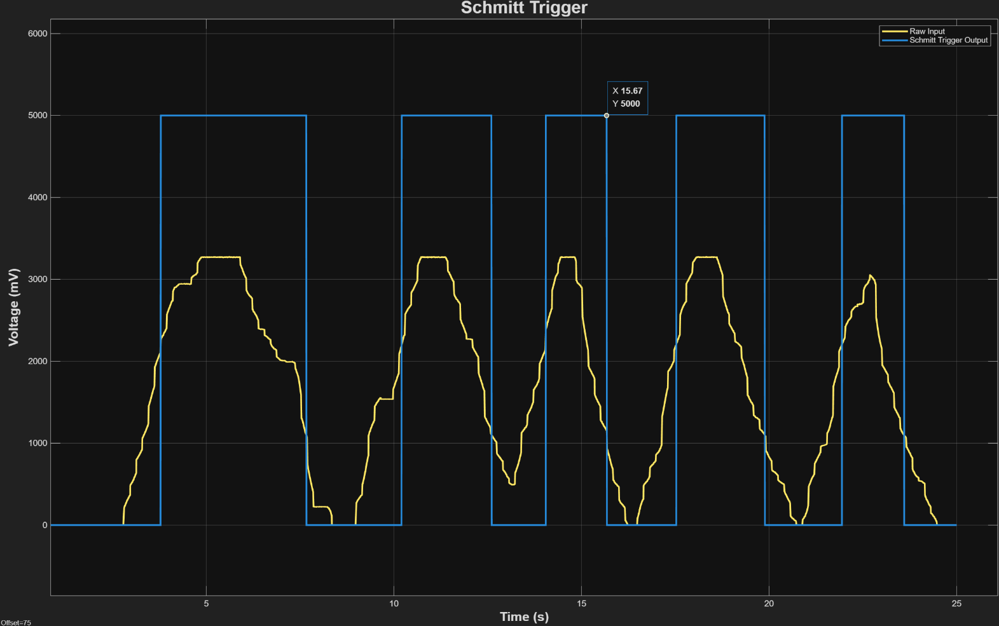 Schmitt Trigger
Raw Input
Schmitt Trigger Output
X 15.67
Y 5000
Voltage (mV)
6000
5000
4000
3000
2000
1000
0
5
10
15
20
25
Time (s)
Offset=75